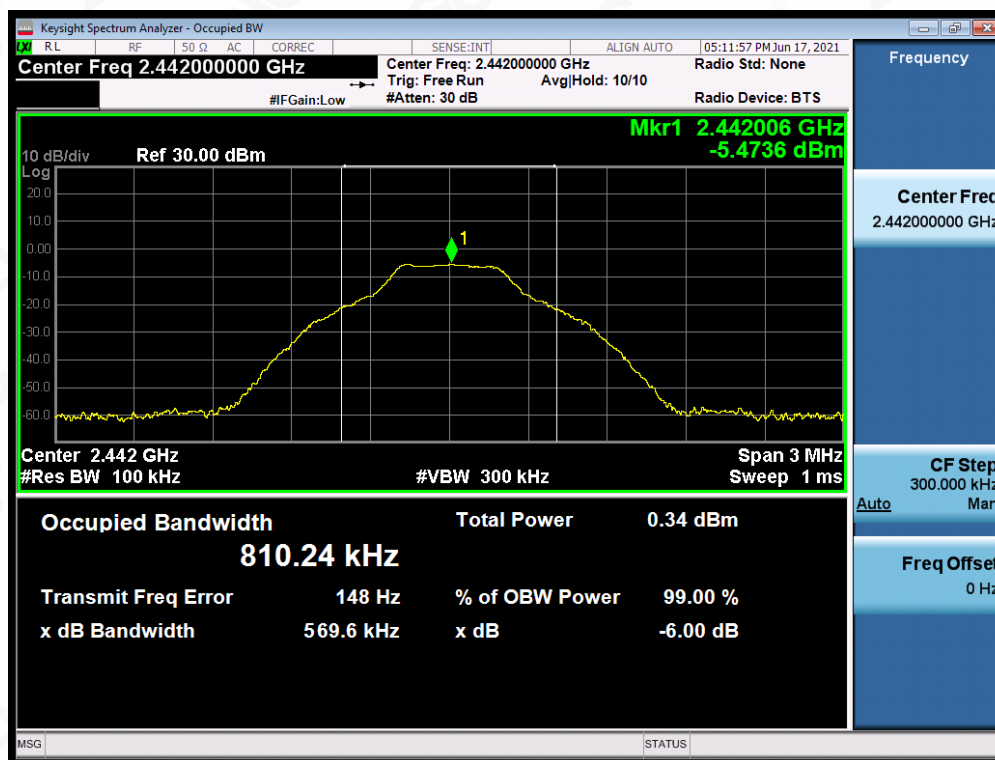 Keysight Spectrum Analyzer - Occupied BW
LXI RL RF 50 Ω AC CORREC SENSE:INT ALIGN AUTO 05:11:57 PM Jun 17, 2021
Center Freq 2.442000000 GHz
Center Freq: 2.442000000 GHz
Radio Std: None
Trig: Free Run Avg|Hold: 10/10
#IFGain:Low
#Atten: 30 dB
Radio Device: BTS
Mkr1 2.442006 GHz
-5.4736 dBm
10 dB/div Ref 30.00 dBm
Log
20.0
10.0
0.00
-10.0
-20.0
-30.0
-40.0
-50.0
-60.0
1
Center 2.442 GHz Span 3 MHz
#Res BW 100 kHz #VBW 300 kHz Sweep 1 ms
Occupied Bandwidth Total Power 0.34 dBm
810.24 kHz
Transmit Freq Error 148 Hz % of OBW Power 99.00 %
x dB Bandwidth 569.6 kHz x dB -6.00 dB
Frequency
Center Freq
2.442000000 GHz
CF Step
300.000 kHz
Auto Man
Freq Offset
0 Hz
MSG STATUS